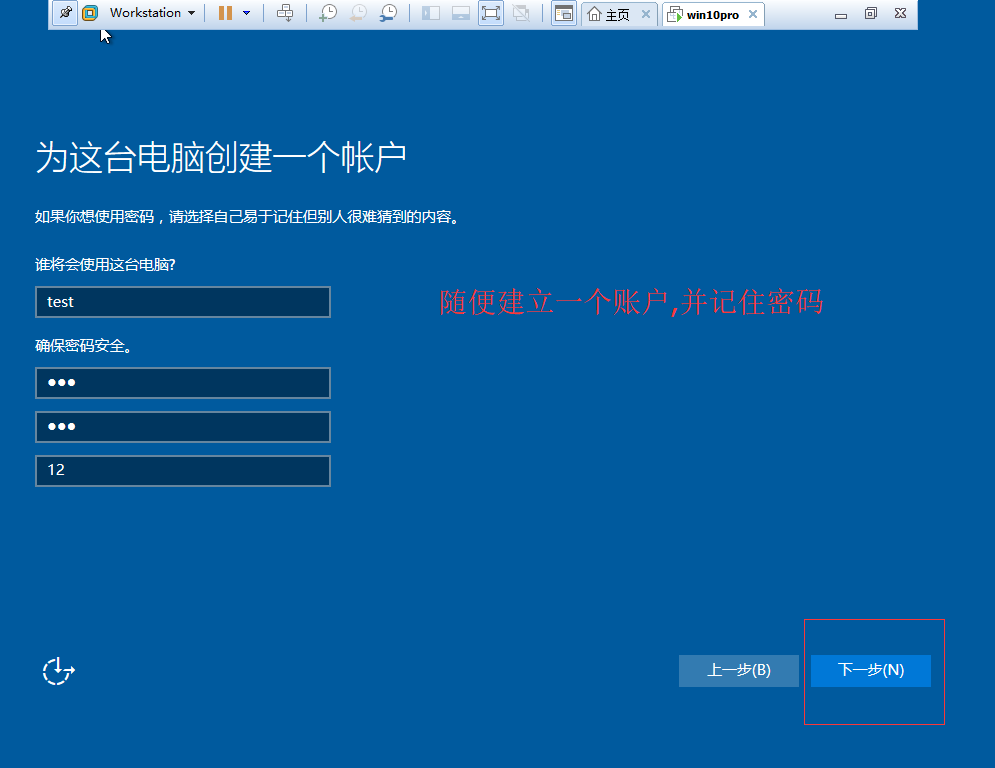 Workstation
主页
win10pro
为这台电脑创建一个帐户
如果你想使用密码，请选择自己易于记住但别人很难猜到的内容。
谁将会使用这台电脑?
test
随便建立一个账户,并记住密码
确保密码安全。
●●●
●●●
12
上一步(B)
下一步(N)